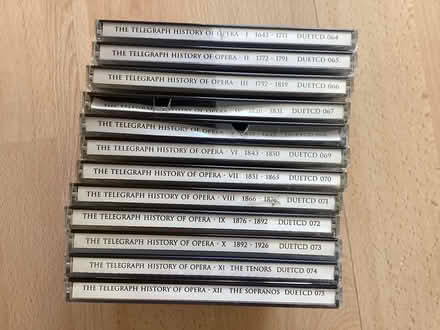 THE TELEGRAPH HISTORY OF OPERA - I 1643 - 1771 DUETCD 064
THE TELEGRAPH HISTORY OF OPERA - II 1772 - 1791 DUETCD 065
THE TELEGRAPH HISTORY OF OPERA - III 1792 - 1819 DUETCD 066
DUETCD 067
DUETCD
THE TELEGRAPH HISTORY OF OPERA - VI 1843 - 1850 DUETCD 069
THE TELEGRAPH HISTORY OF OPERA - VII 1851 - 1865 DUETCD 070
THE TELEGRAPH HISTORY OF OPERA - VIII 1866 - DUETCD 071
THE TELEGRAPH HISTORY OF OPERA - IX 1876 - 1892 DUETCD 072
THE TELEGRAPH HISTORY OF OPERA - X 1892 - 1926 DUETCD 073
THE TELEGRAPH HISTORY OF OPERA - XI THE TENORS DUETCD 074
THE TELEGRAPH HISTORY OF OPERA - XII THE SOPRANOS DUETCD 075